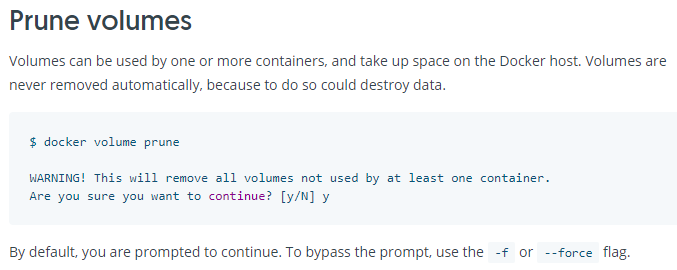 Prune volumes
Volumes can be used by one or more containers, and take up space on the Docker host. Volumes are
never removed automatically, because to do so could destroy data.
$ docker volume prune
WARNING! This will remove all volumes not used by at least one container.
Are you sure you want to continue? [y/N] y
By default, you are prompted to continue. To bypass the prompt, use the -f or --force flag.